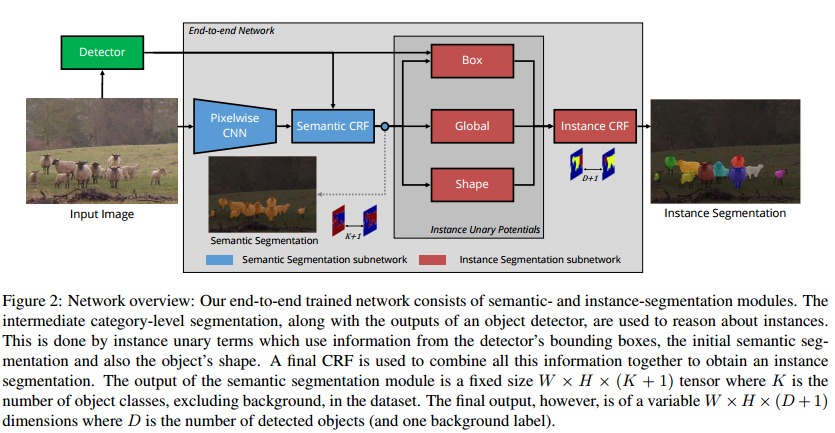 End-to-end Network
Detector
Box
Pixelwise
CNN
Semantic CRF
Global
Instance CRF
Shape
D+1
Input Image
Instance Segmentation
Semantic Segmentation
K+1
Instance Unary Potentials
Semantic Segmentation subnetwork
Instance Segmentation subnetwork
Figure 2: Network overview: Our end-to-end trained network consists of semantic- and instance-segmentation modules. The
intermediate category-level segmentation, along with the outputs of an object detector, are used to reason about instances.
This is done by instance unary terms which use information from the detector's bounding boxes, the initial semantic seg-
mentation and also the object's shape. A final CRF is used to combine all this information together to obtain an instance
segmentation. The output of the semantic segmentation module is a fixed size W × H × (K + 1) tensor where K is the
number of object classes, excluding background, in the dataset. The final output, however, is of a variable W × H × (D + 1)
dimensions where D is the number of detected objects (and one background label).